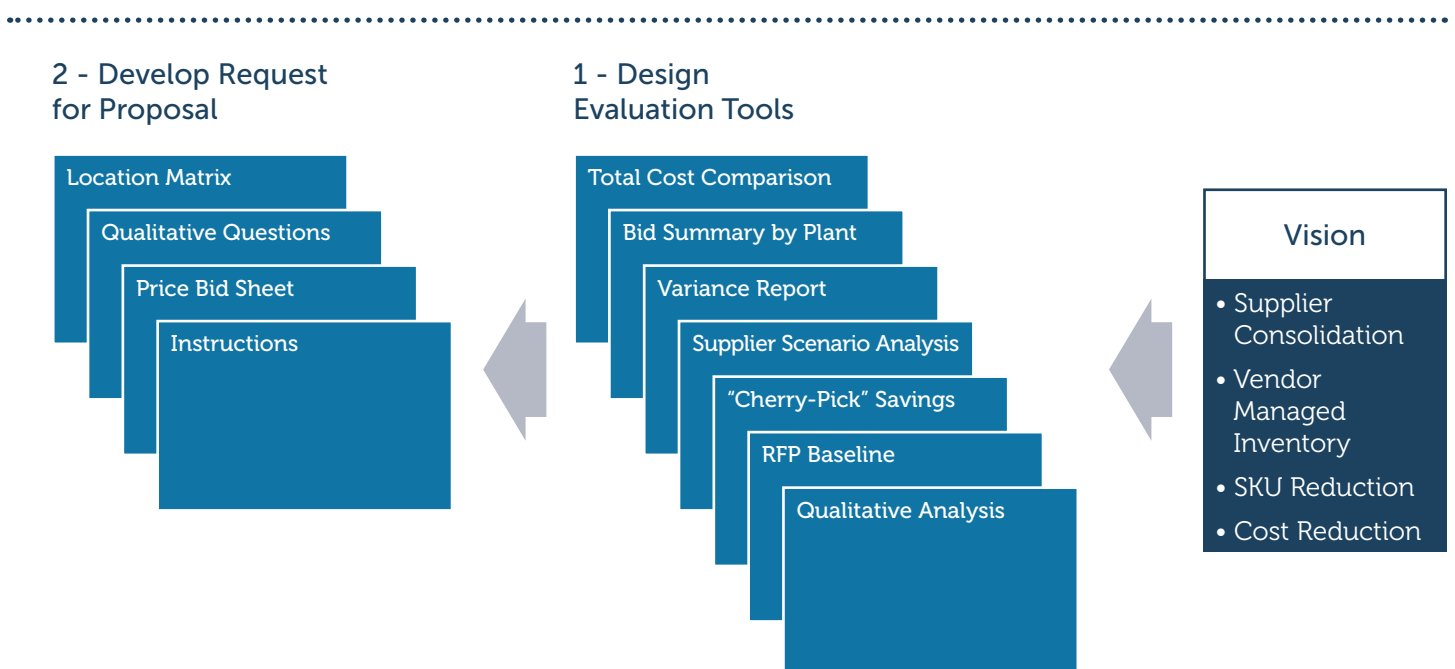 2 - Develop Request
for Proposal
Location Matrix
Qualitative Questions
Price Bid Sheet
Instructions
1 - Design
Evaluation Tools
Total Cost Comparison
Bid Summary by Plant
Variance Report
Supplier Scenario Analysis
“Cherry-Pick” Savings
RFP Baseline
Qualitative Analysis
Vision
• Supplier
Consolidation
• Vendor
Managed
Inventory
• SKU Reduction
• Cost Reduction